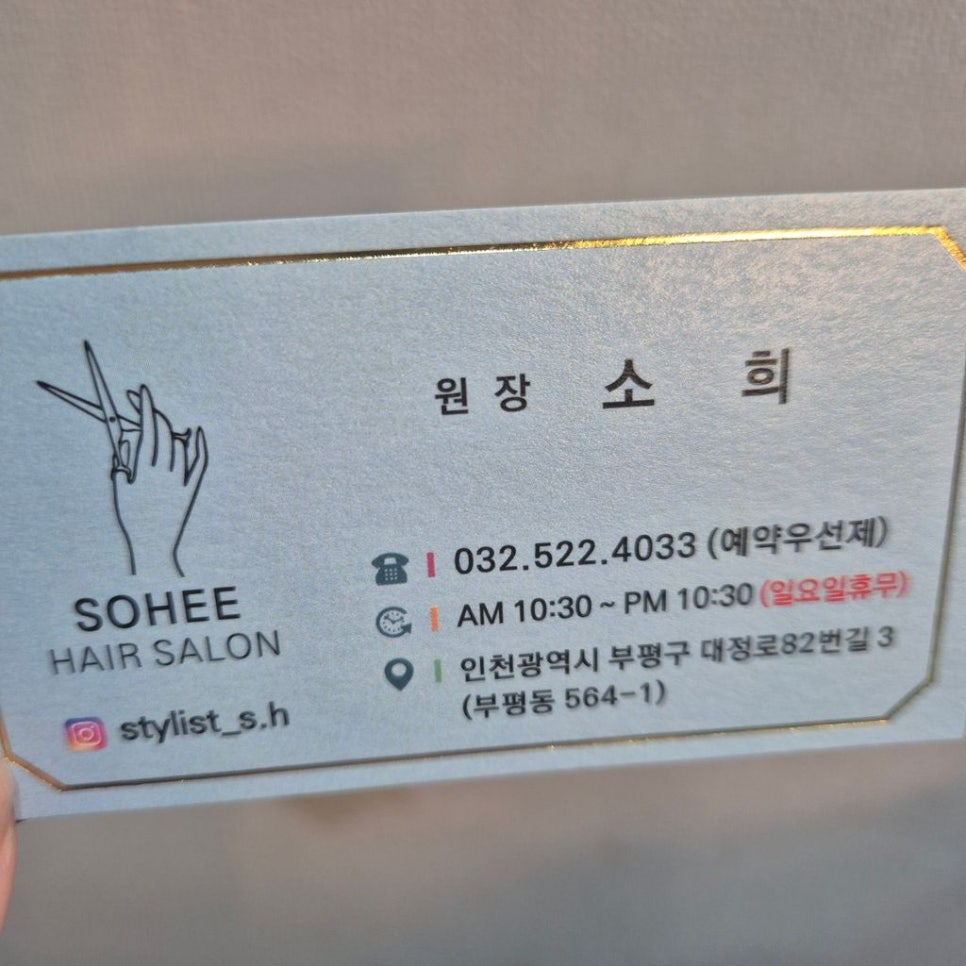 원장 소희
032.522.4033 (예약우선제)
AM 10:30 ~ PM 10:30 (일요일휴무)
인천광역시 부평구 대정로82번길 3
(부평동 564-1)
SOHEE
HAIR SALON
stylist_s.h